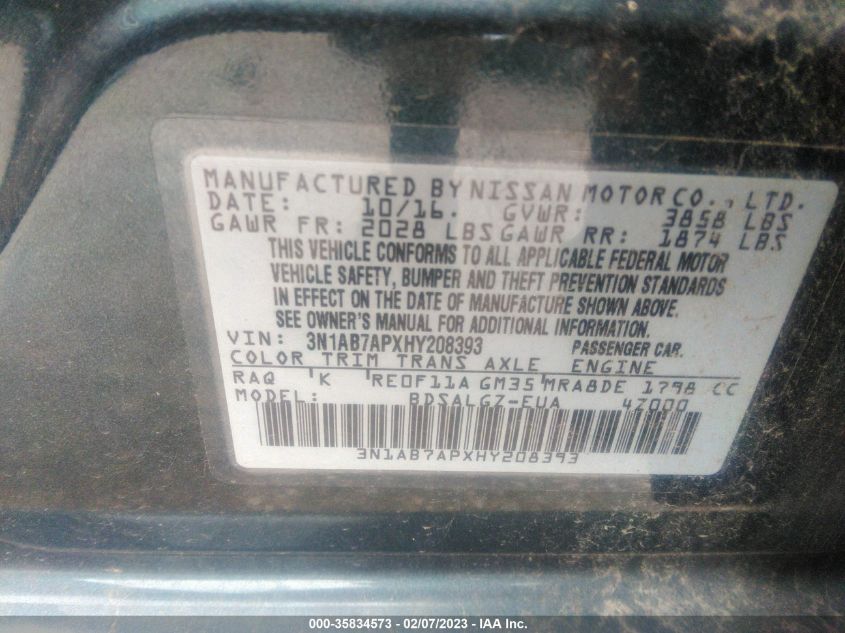 MANUFACTURED BY NISSAN MOTOR CO., LTD.
DATE: 10/16. GVWR: 3858 LBS
GAWR FR: 2028 LBS GAWR RR: 1874 LBS
THIS VEHICLE CONFORMS TO ALL APPLICABLE FEDERAL MOTOR
VEHICLE SAFETY, BUMPER AND THEFT PREVENTION STANDARDS
IN EFFECT ON THE DATE OF MANUFACTURE SHOWN ABOVE.
SEE OWNER'S MANUAL FOR ADDITIONAL INFORMATION.
VIN: 3N1AB7APXHY208393 PASSENGER CAR.
COLOR TRIM TRANS AXLE ENGINE
RAQ K RE0F11A GM35 MRA8DE 1798 CC
MODEL: BDSALGZ-EUA 4Z000
3N1AB7APXHY208393
000-35834573 — 02/07/2023 — IAA Inc.